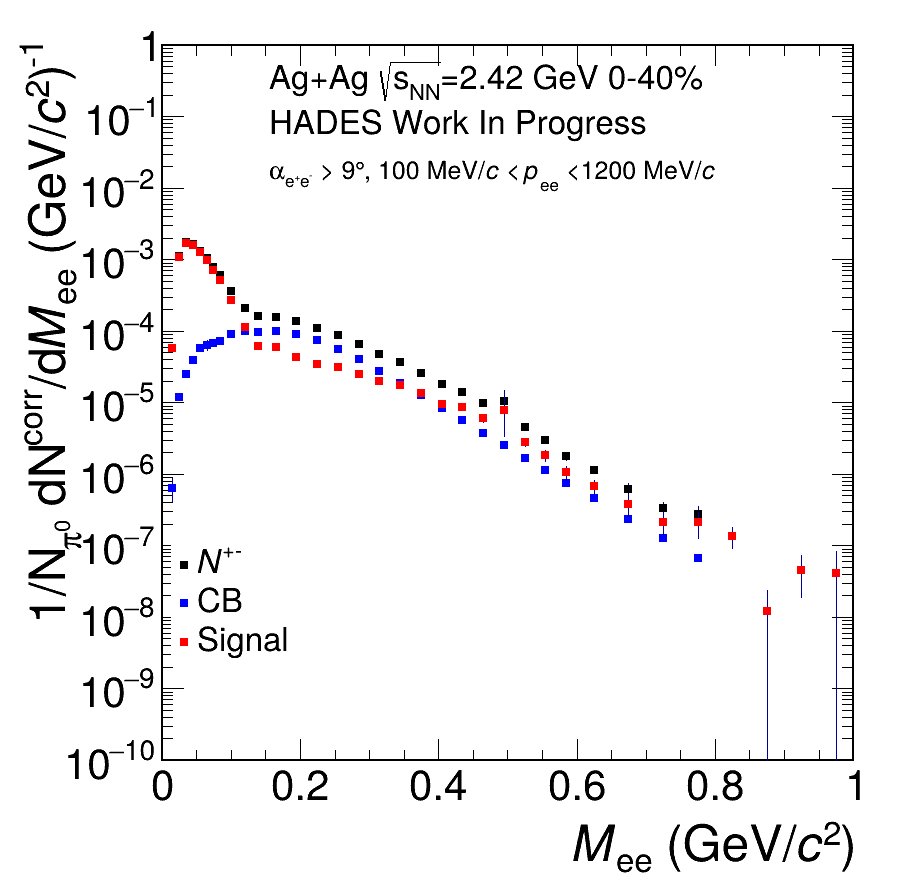 1/N_π⁰ dN^corr/dM_ee (GeV/c²)⁻¹
1
10⁻¹
10⁻²
10⁻³
10⁻⁴
10⁻⁵
10⁻⁶
10⁻⁷
10⁻⁸
10⁻⁹
10⁻¹⁰
Ag+Ag √s_NN=2.42 GeV 0-40%
HADES Work In Progress
α_e⁺e⁻ > 9°, 100 MeV/c <p_ee <1200 MeV/c
N⁺⁻
CB
Signal
0 0.2 0.4 0.6 0.8 1
M_ee (GeV/c²)